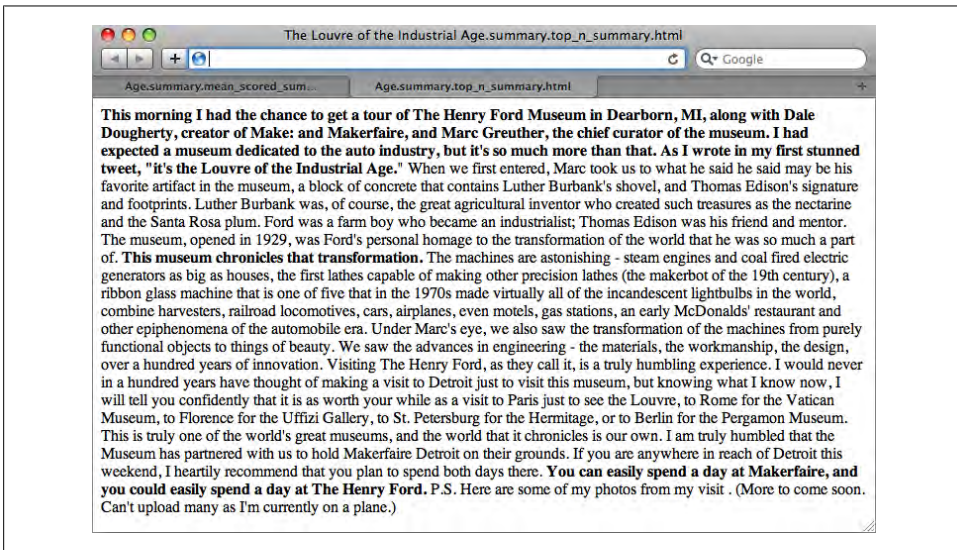 The Louvre of the Industrial Age.summary.top_n_summary.html
Google
Age.summary.mean_scored_sum...
Age.summary.top_n_summary.html
This morning I had the chance to get a tour of The Henry Ford Museum in Dearborn, MI, along with Dale
Dougherty, creator of Make: and Makerfaire, and Marc Greuther, the chief curator of the museum. I had
expected a museum dedicated to the auto industry, but it's so much more than that. As I wrote in my first stunned
tweet, "it's the Louvre of the Industrial Age." When we first entered, Marc took us to what he said he said may be his
favorite artifact in the museum, a block of concrete that contains Luther Burbank's shovel, and Thomas Edison's signature
and footprints. Luther Burbank was, of course, the great agricultural inventor who created such treasures as the nectarine
and the Santa Rosa plum. Ford was a farm boy who became an industrialist; Thomas Edison was his friend and mentor.
The museum, opened in 1929, was Ford's personal homage to the transformation of the world that he was so much a part
of. This museum chronicles that transformation. The machines are astonishing - steam engines and coal fired electric
generators as big as houses, the first lathes capable of making other precision lathes (the makerbot of the 19th century), a
ribbon glass machine that is one of five that in the 1970s made virtually all of the incandescent lightbulbs in the world,
combine harvesters, railroad locomotives, cars, airplanes, even motels, gas stations, an early McDonalds' restaurant and
other epiphenomena of the automobile era. Under Marc's eye, we also saw the transformation of the machines from purely
functional objects to things of beauty. We saw the advances in engineering - the materials, the workmanship, the design,
over a hundred years of innovation. Visiting The Henry Ford, as they call it, is a truly humbling experience. I would never
in a hundred years have thought of making a visit to Detroit just to visit this museum, but knowing what I know now, I
will tell you confidently that it is as worth your while as a visit to Paris just to see the Louvre, to Rome for the Vatican
Museum, to Florence for the Uffizi Gallery, to St. Petersburg for the Hermitage, or to Berlin for the Pergamon Museum.
This is truly one of the world's great museums, and the world that it chronicles is our own. I am truly humbled that the
Museum has partnered with us to hold Makerfaire Detroit on their grounds. If you are anywhere in reach of Detroit this
weekend, I heartily recommend that you plan to spend both days there. You can easily spend a day at Makerfaire, and
you could easily spend a day at The Henry Ford. P.S. Here are some of my photos from my visit . (More to come soon.
Can't upload many as I'm currently on a plane.)